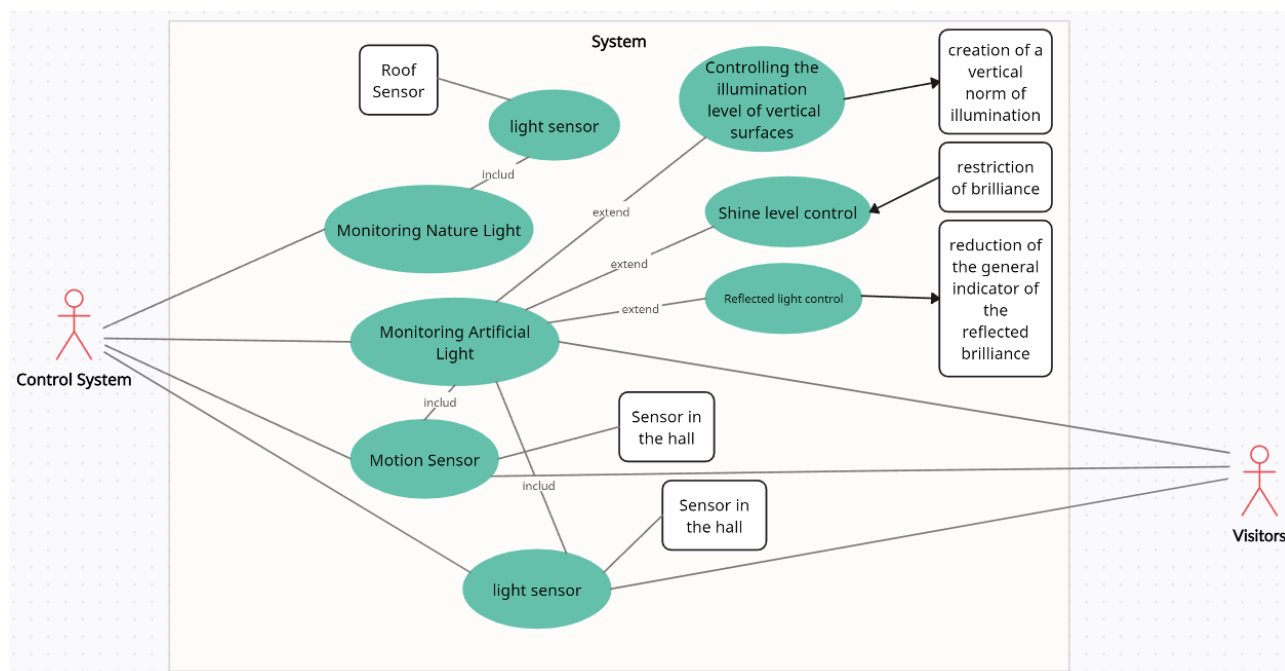 System
Roof
Sensor
light sensor
includ
Monitoring Nature Light
Controlling the
illumination
level of vertical
surfaces
creation of a
vertical
norm of
illumination
extend
Shine level control
restriction
of brilliance
extend
Reflected light control
reduction of
the general
indicator of
the
reflected
brilliance
extend
Monitoring Artificial
Light
Control System
includ
Motion Sensor
Sensor in
the hall
includ
Sensor in
the hall
light sensor
Visitors